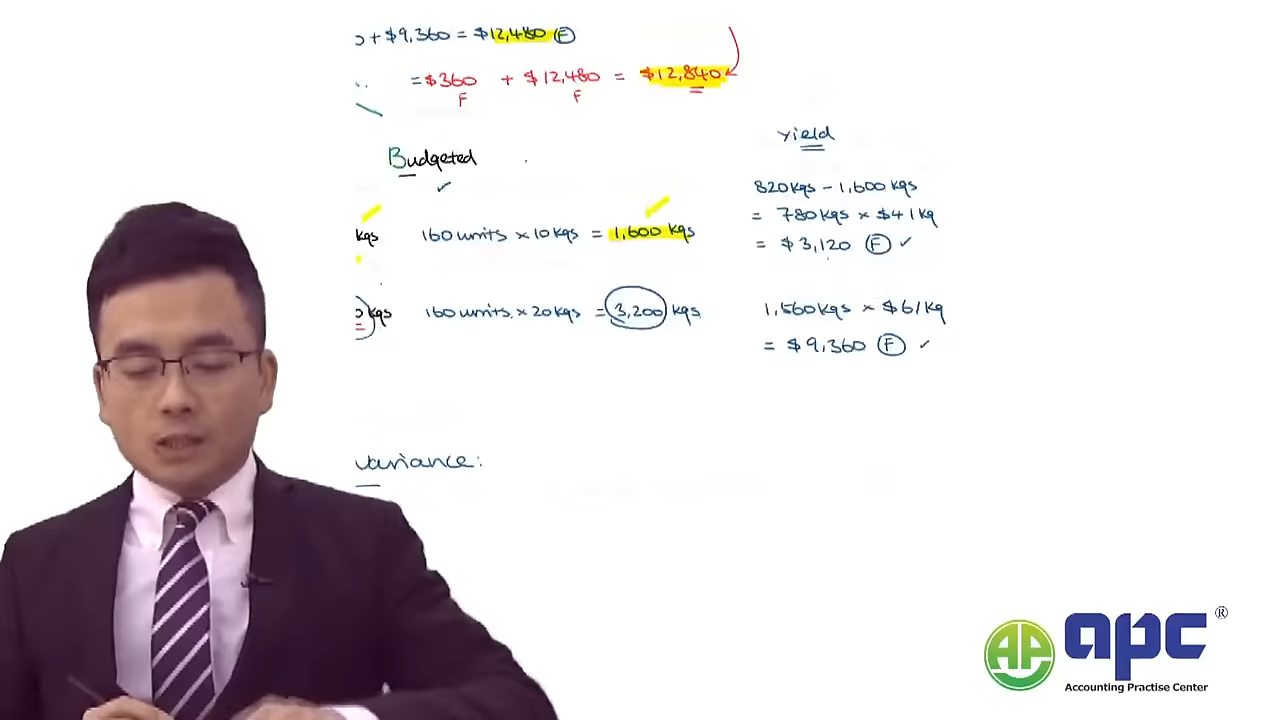 + $9,360 = $12,480 F
= $360 + $12,480 = $12,840
F F
yield
Budgeted
820 kgs - 1,600 kgs
= 780 kgs x $4/kg
kgs 160 units x 10 kgs = 1,600 kgs
= $3,120 F
kgs 160 units x 20 kgs = 3,200 kgs
1,560 kgs x $6/kg
= $9,360 F
variance:
apc®
Accounting Practise Center